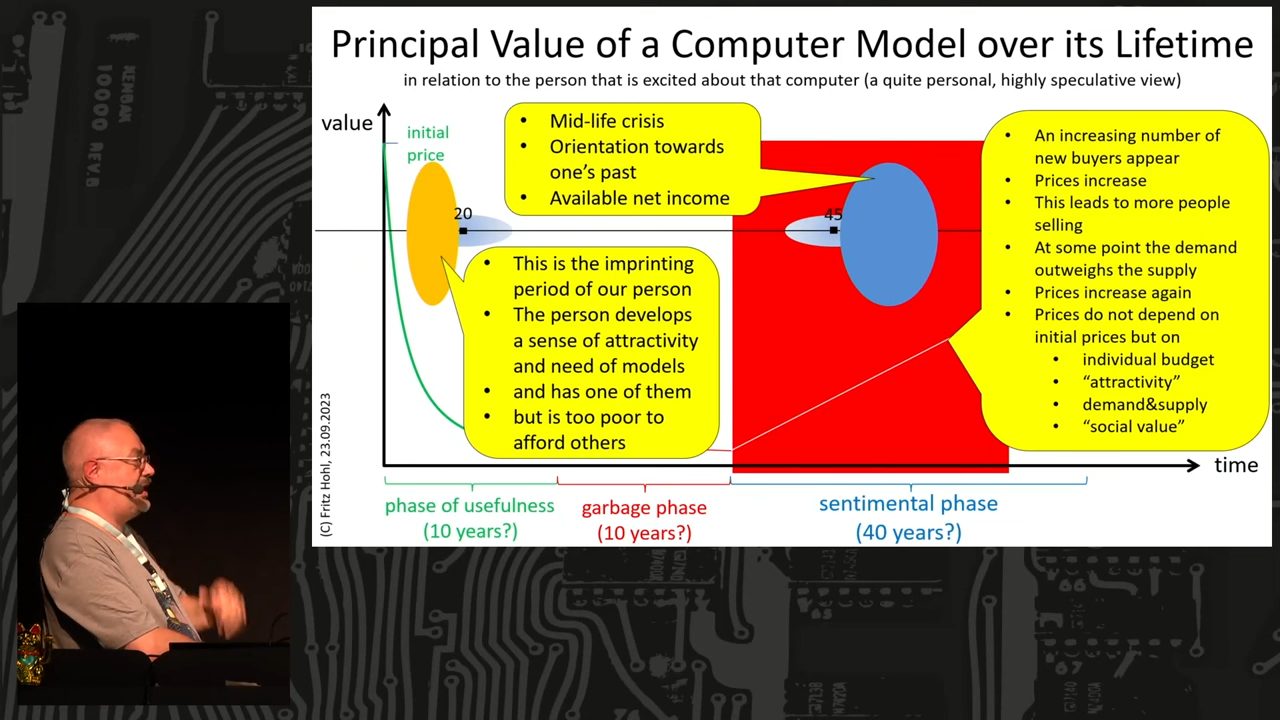 Principal Value of a Computer Model over its Lifetime
in relation to the person that is excited about that computer (a quite personal, highly speculative view)
value
initial
price
20
45
• Mid-life crisis
• Orientation towards
one's past
• Available net income
• This is the imprinting
period of our person
• The person develops
a sense of attractivity
and need of models
• and has one of them
• but is too poor to
afford others
• An increasing number of
new buyers appear
• Prices increase
• This leads to more people
selling
• At some point the demand
outweighs the supply
• Prices increase again
• Prices do not depend on
initial prices but on
• individual budget
• “attractivity”
• demand&supply
• “social value”
time
phase of usefulness
(10 years?)
garbage phase
(10 years?)
sentimental phase
(40 years?)
(C) Fritz Hohl, 23.09.2023
10000 REV.B